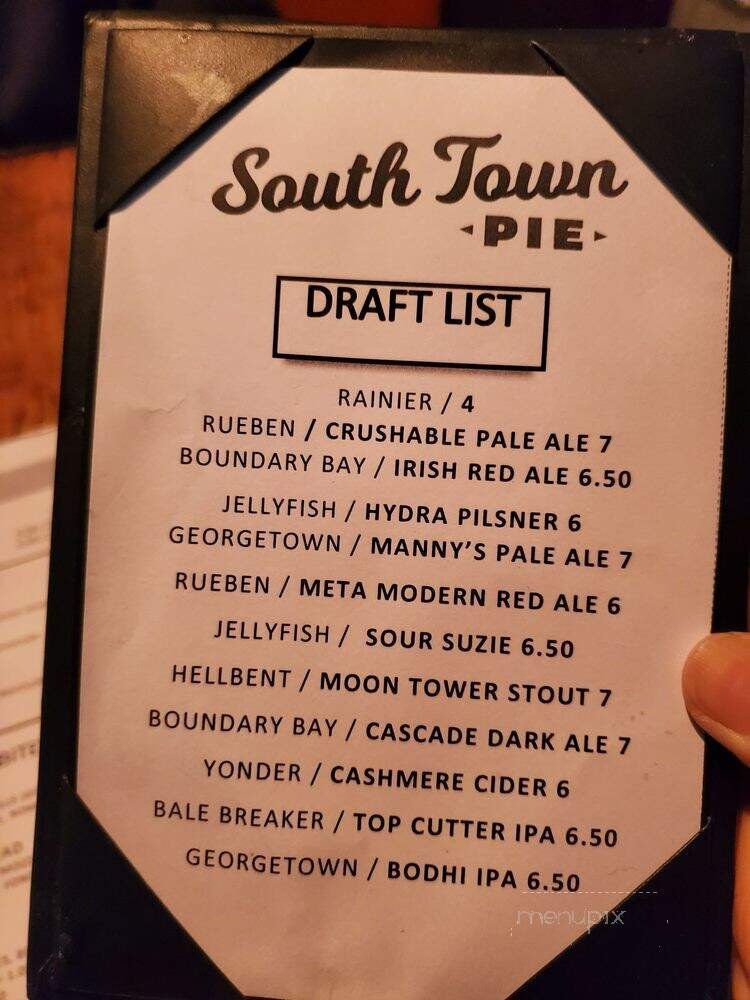 South Town
PIE
DRAFT LIST
RAINIER / 4
RUEBEN / CRUSHABLE PALE ALE 7
BOUNDARY BAY / IRISH RED ALE 6.50
JELLYFISH / HYDRA PILSNER 6
GEORGETOWN / MANNY'S PALE ALE 7
RUEBEN / META MODERN RED ALE 6
JELLYFISH / SOUR SUZIE 6.50
HELLBENT / MOON TOWER STOUT 7
BOUNDARY BAY / CASCADE DARK ALE 7
YONDER / CASHMERE CIDER 6
BALE BREAKER / TOP CUTTER IPA 6.50
GEORGETOWN / BODHI IPA 6.50
menupix